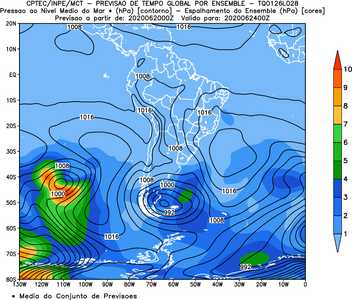 CPTEC/INPE/MCT - PREVISAO DE TEMPO GLOBAL POR ENSEMBLE - TQ0126L028
Pressao ao Nivel Medio do Mar * (hPa) [contorno] - Espalhamento do Ensemble (hPa) [cores]
Previsao a partir de: 2020062000Z  Valido para: 2020062400Z
20N
10N
EQ
10S
20S
30S
40S
50S
60S
70S
80S
130W 120W 110W 100W 90W 80W 70W 60W 50W 40W 30W 20W 10W 0
1008
1016
1008
1016
1016
1016
1008
1008
1008
1000
1008
992
1008
1016
992
10
9
8
7
6
5
4
3
2
1
* Media do Conjunto de Previsoes